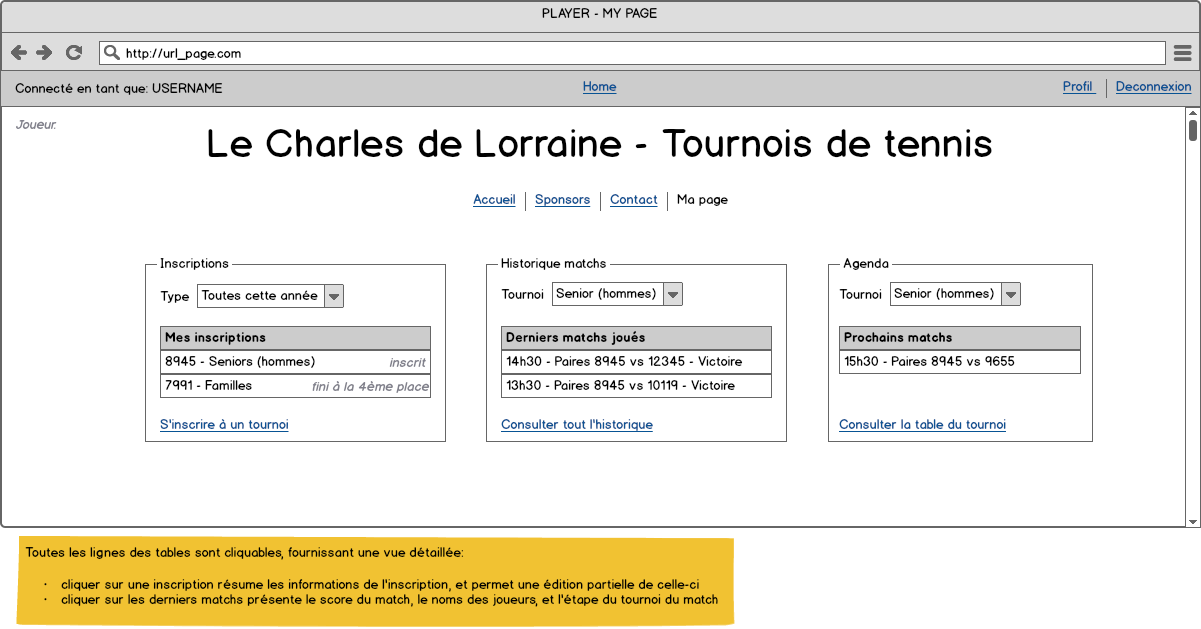 PLAYER - MY PAGE
http://url_page.com
Connecté en tant que: USERNAME
Home
Profil
Deconnexion
Joueur.
Le Charles de Lorraine - Tournois de tennis
Accueil
Sponsors
Contact
Ma page
Inscriptions
Type
Toutes cette année
Mes inscriptions
8945 - Seniors (hommes) inscrit
7991 - Familles fini à la 4ème place
S'inscrire à un tournoi
Historique matchs
Tournoi
Senior (hommes)
Derniers matchs joués
14h30 - Paires 8945 vs 12345 - Victoire
13h30 - Paires 8945 vs 10119 - Victoire
Consulter tout l'historique
Agenda
Tournoi
Senior (hommes)
Prochains matchs
15h30 - Paires 8945 vs 9655
Consulter la table du tournoi
Toutes les lignes des tables sont cliquables, fournissant une vue détaillée:
· cliquer sur une inscription résume les informations de l'inscription, et permet une édition partielle de celle-ci
· cliquer sur les derniers matchs présente le score du match, le noms des joueurs, et l'étape du tournoi du match